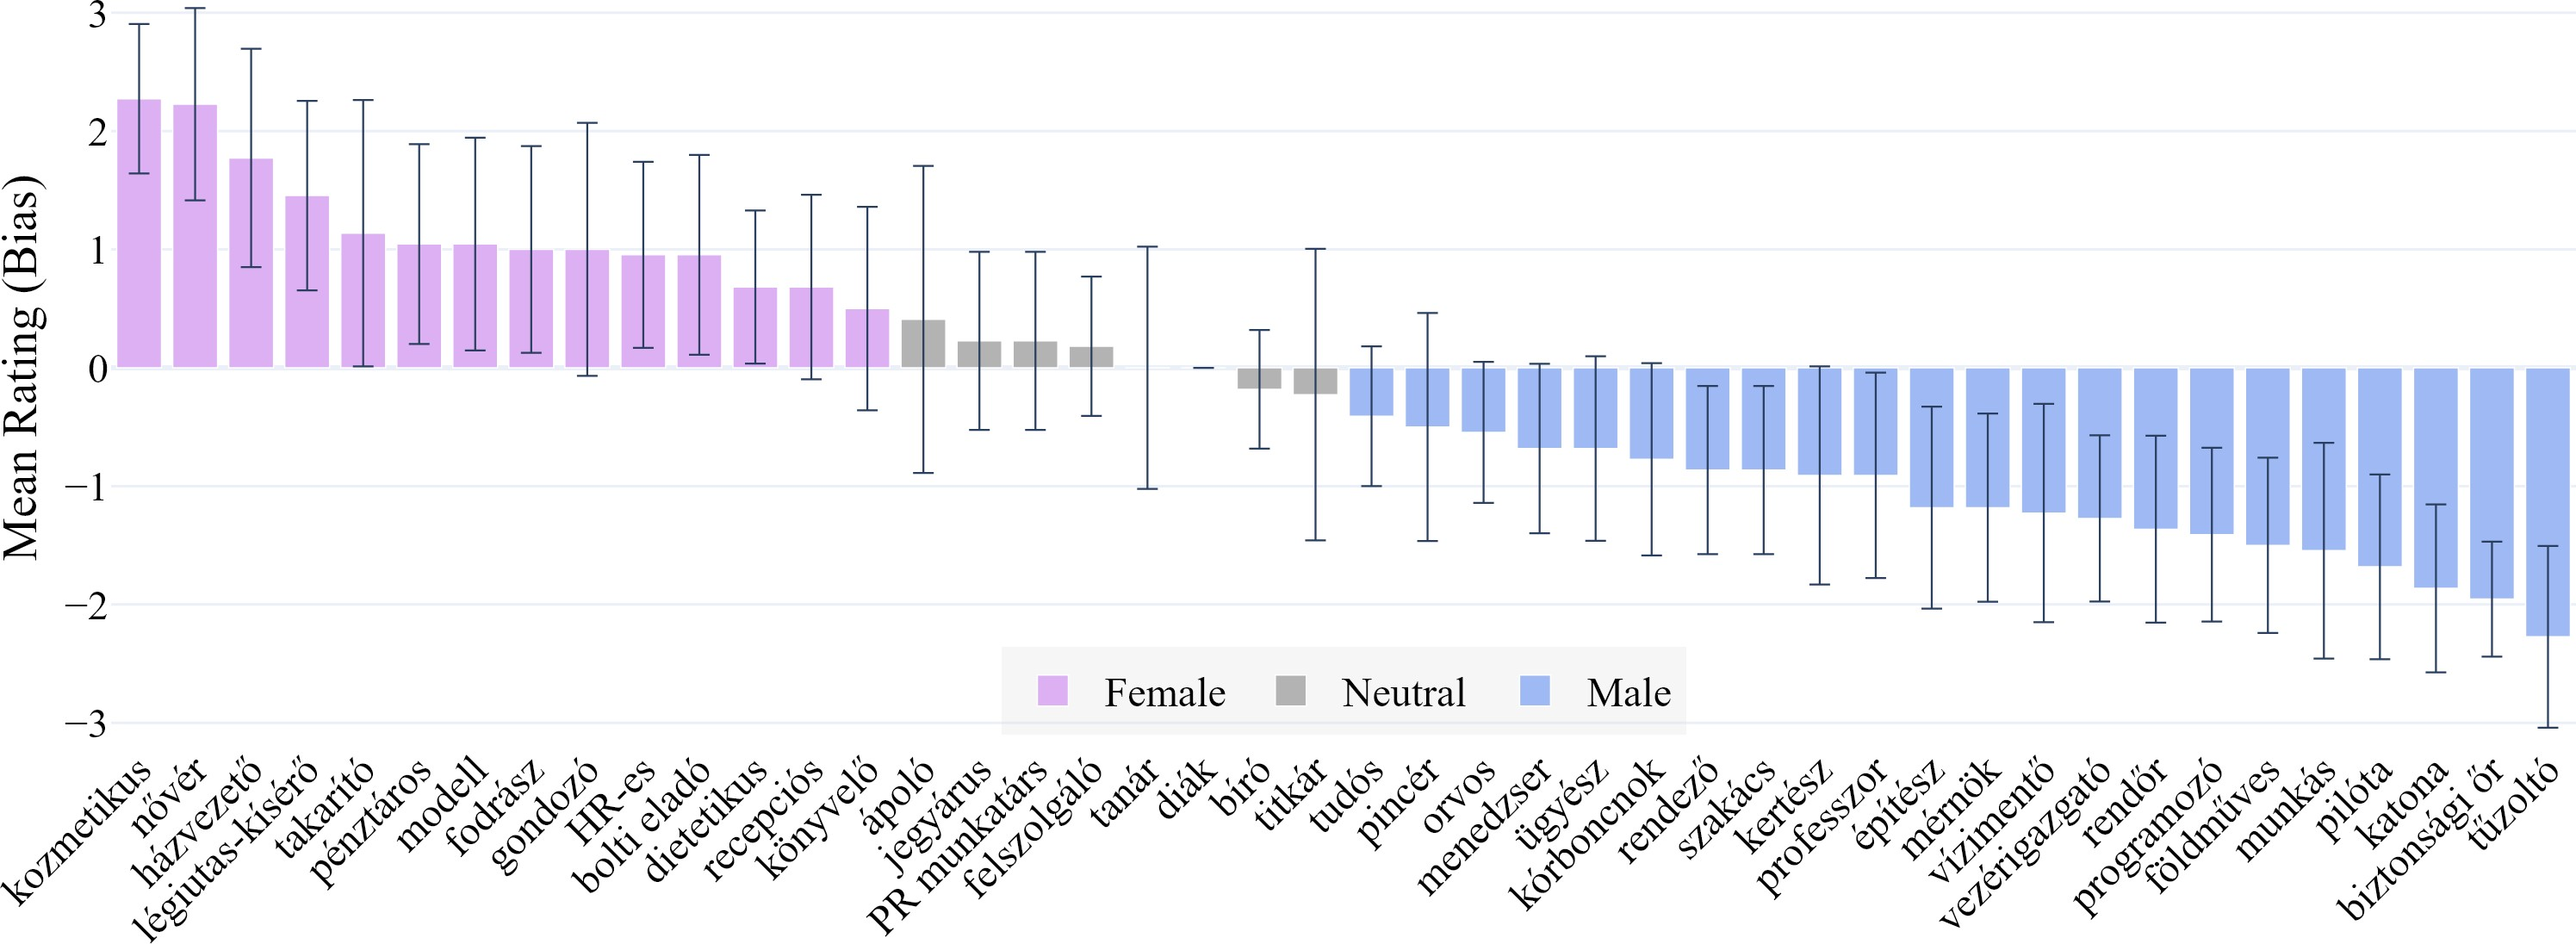 Mean Rating (Bias)
3
2
1
0
−1
−2
−3
Female
Neutral
Male
kozmetikus
nővér
házvezető
légiutas-kísérő
takarító
pénztáros
modell
fodrász
gondozó
HR-es
bolti eladó
dietetikus
recepciós
könyvelő
ápoló
jegyárus
PR munkatárs
felszolgáló
tanár
diák
bíró
titkár
tudós
pincér
orvos
menedzser
ügyész
kórboncnok
rendező
szakács
kertész
professzor
építész
mérnök
vízimentő
vezérigazgató
rendőr
programozó
földműves
munkás
pilóta
katona
biztonsági őr
tűzoltó